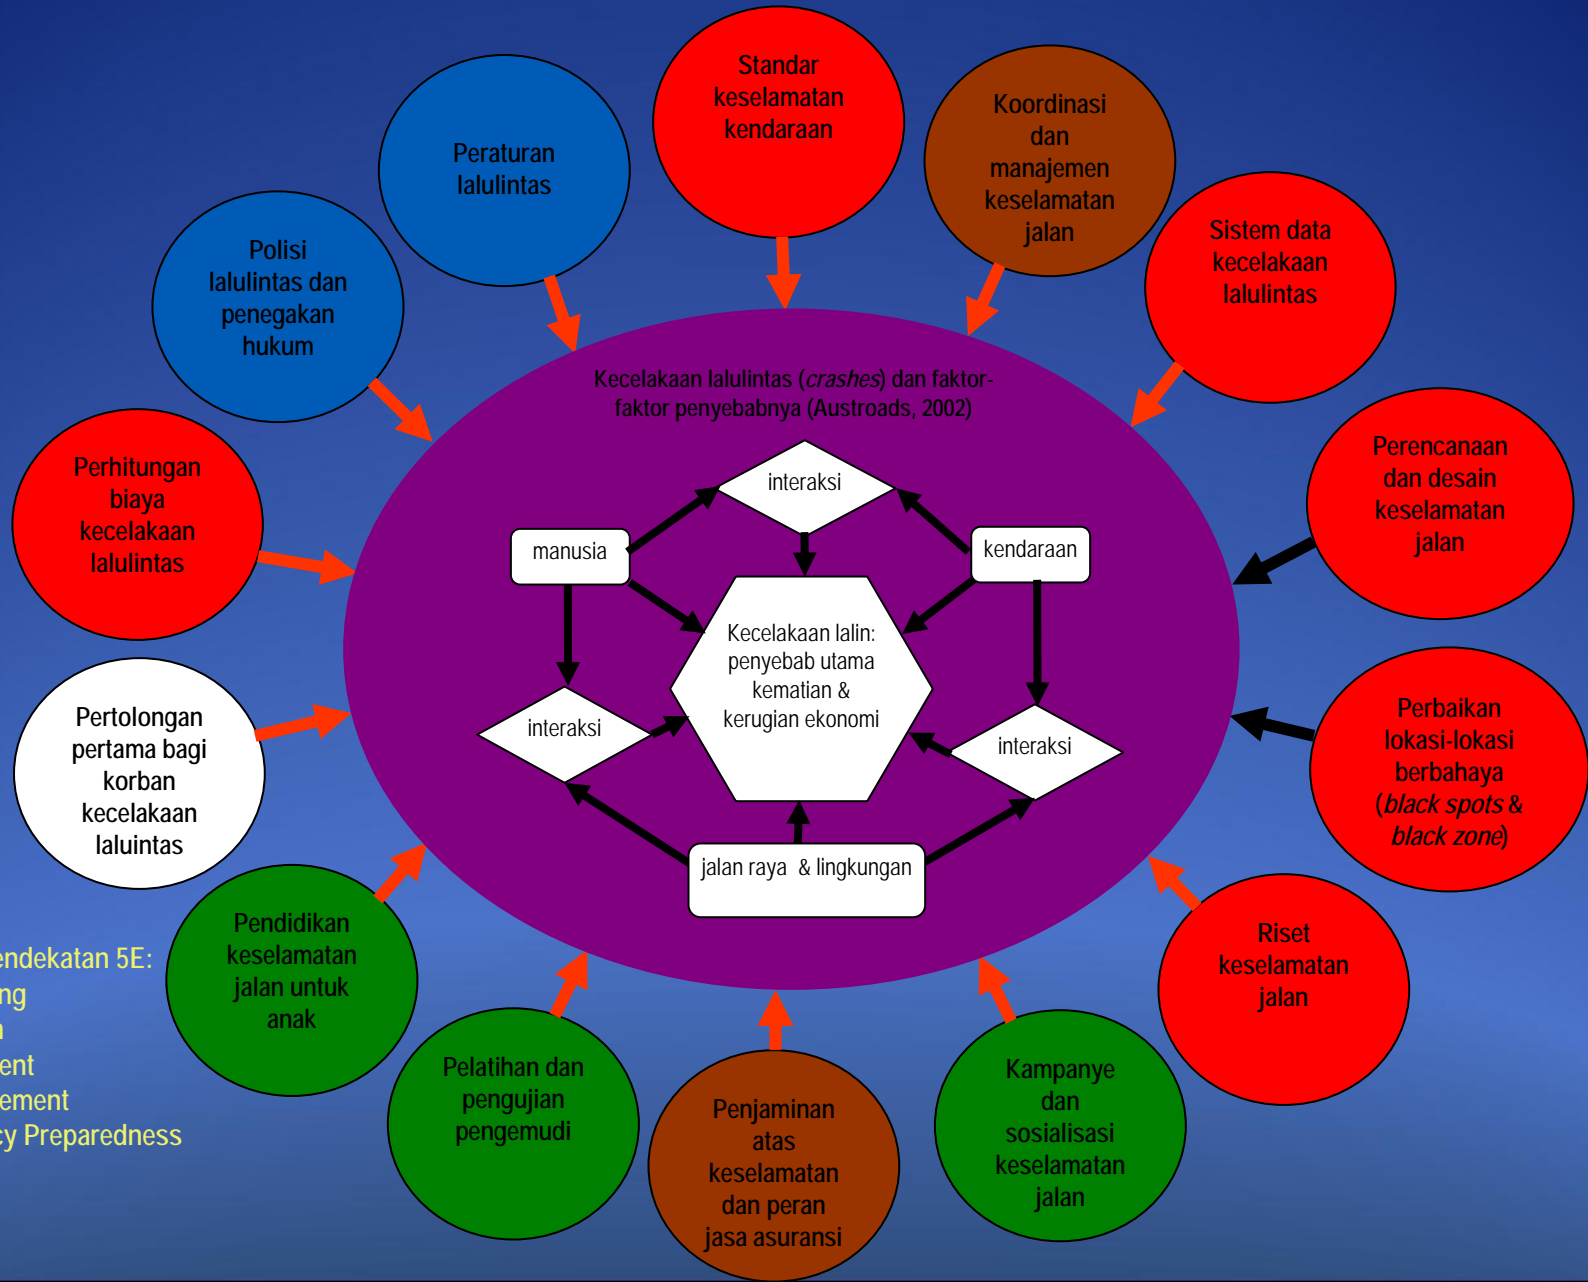 Standar
keselamatan
kendaraan
Koordinasi
dan
manajemen
keselamatan
jalan
Sistem data
kecelakaan
lalulintas
Perencanaan
dan desain
keselamatan
jalan
Perbaikan
lokasi-lokasi
berbahaya
(black spots &
black zone)
Riset
keselamatan
jalan
Kampanye
dan
sosialisasi
keselamatan
jalan
Penjaminan
atas
keselamatan
dan peran
jasa asuransi
Pelatihan dan
pengujian
pengemudi
Pendidikan
keselamatan
jalan untuk
anak
Pertolongan
pertama bagi
korban
kecelakaan
laluintas
Perhitungan
biaya
kecelakaan
lalulintas
Polisi
lalulintas dan
penegakan
hukum
Peraturan
lalulintas
Kecelakaan lalulintas (crashes) dan faktor-
faktor penyebabnya (Austroads, 2002)
interaksi
manusia
kendaraan
Kecelakaan lalin:
penyebab utama
kematian &
kerugian ekonomi
interaksi
interaksi
jalan raya & lingkungan
endekatan 5E:
ng
ent
ement
cy Preparedness